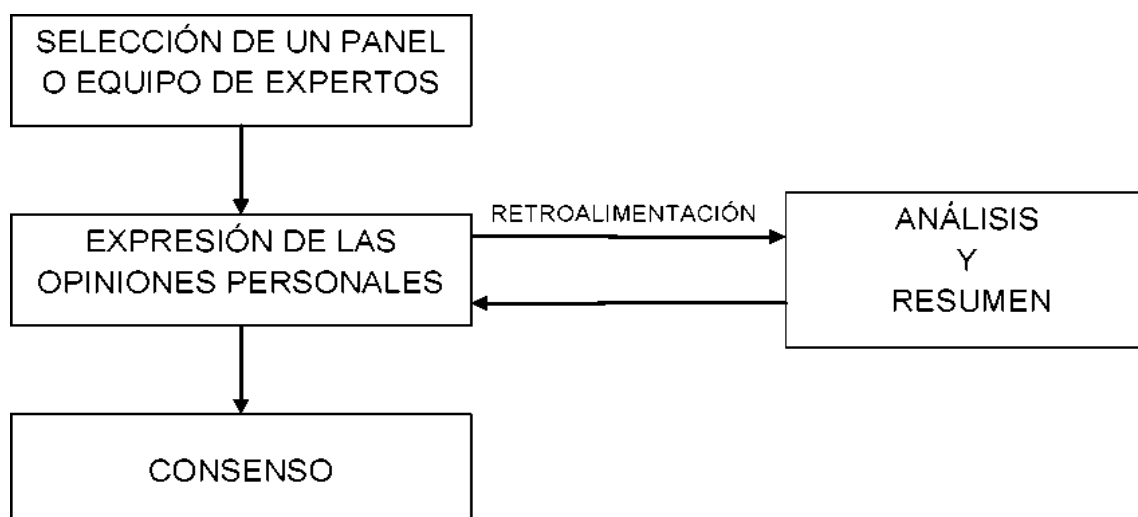 SELECCIÓN DE UN PANEL
O EQUIPO DE EXPERTOS
EXPRESIÓN DE LAS
OPINIONES PERSONALES
RETROALIMENTACIÓN
ANÁLISIS
Y
RESUMEN
CONSENSO